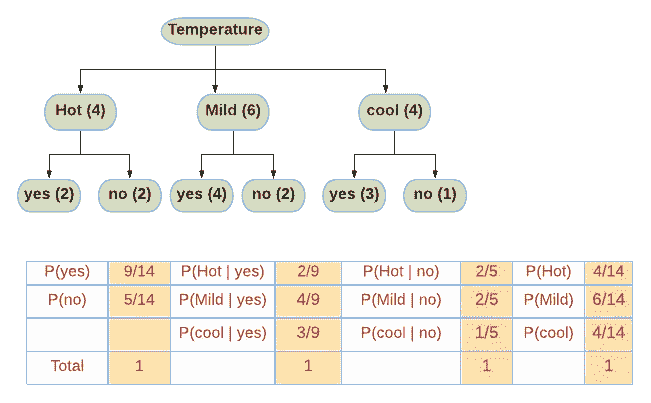 Temperature
Hot (4) Mild (6) cool (4)
yes (2) no (2) yes (4) no (2) yes (3) no (1)
P(yes) 9/14 P(Hot | yes) 2/9 P(Hot | no) 2/5 P(Hot) 4/14
P(no) 5/14 P(Mild | yes) 4/9 P(Mild | no) 2/5 P(Mild) 6/14
P(cool | yes) 3/9 P(cool | no) 1/5 P(cool) 4/14
Total 1 1 1 1